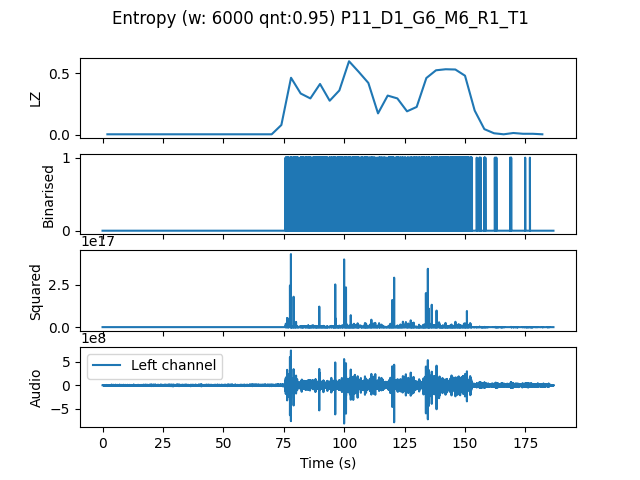 Entropy (w: 6000 qnt:0.95) P11_D1_G6_M6_R1_T1
0.5
0.0
LZ
1
0
Binarised
1e17
2.5
0.0
Squared
1e8
5
0
−5
Audio
Left channel
0 25 50 75 100 125 150 175
Time (s)